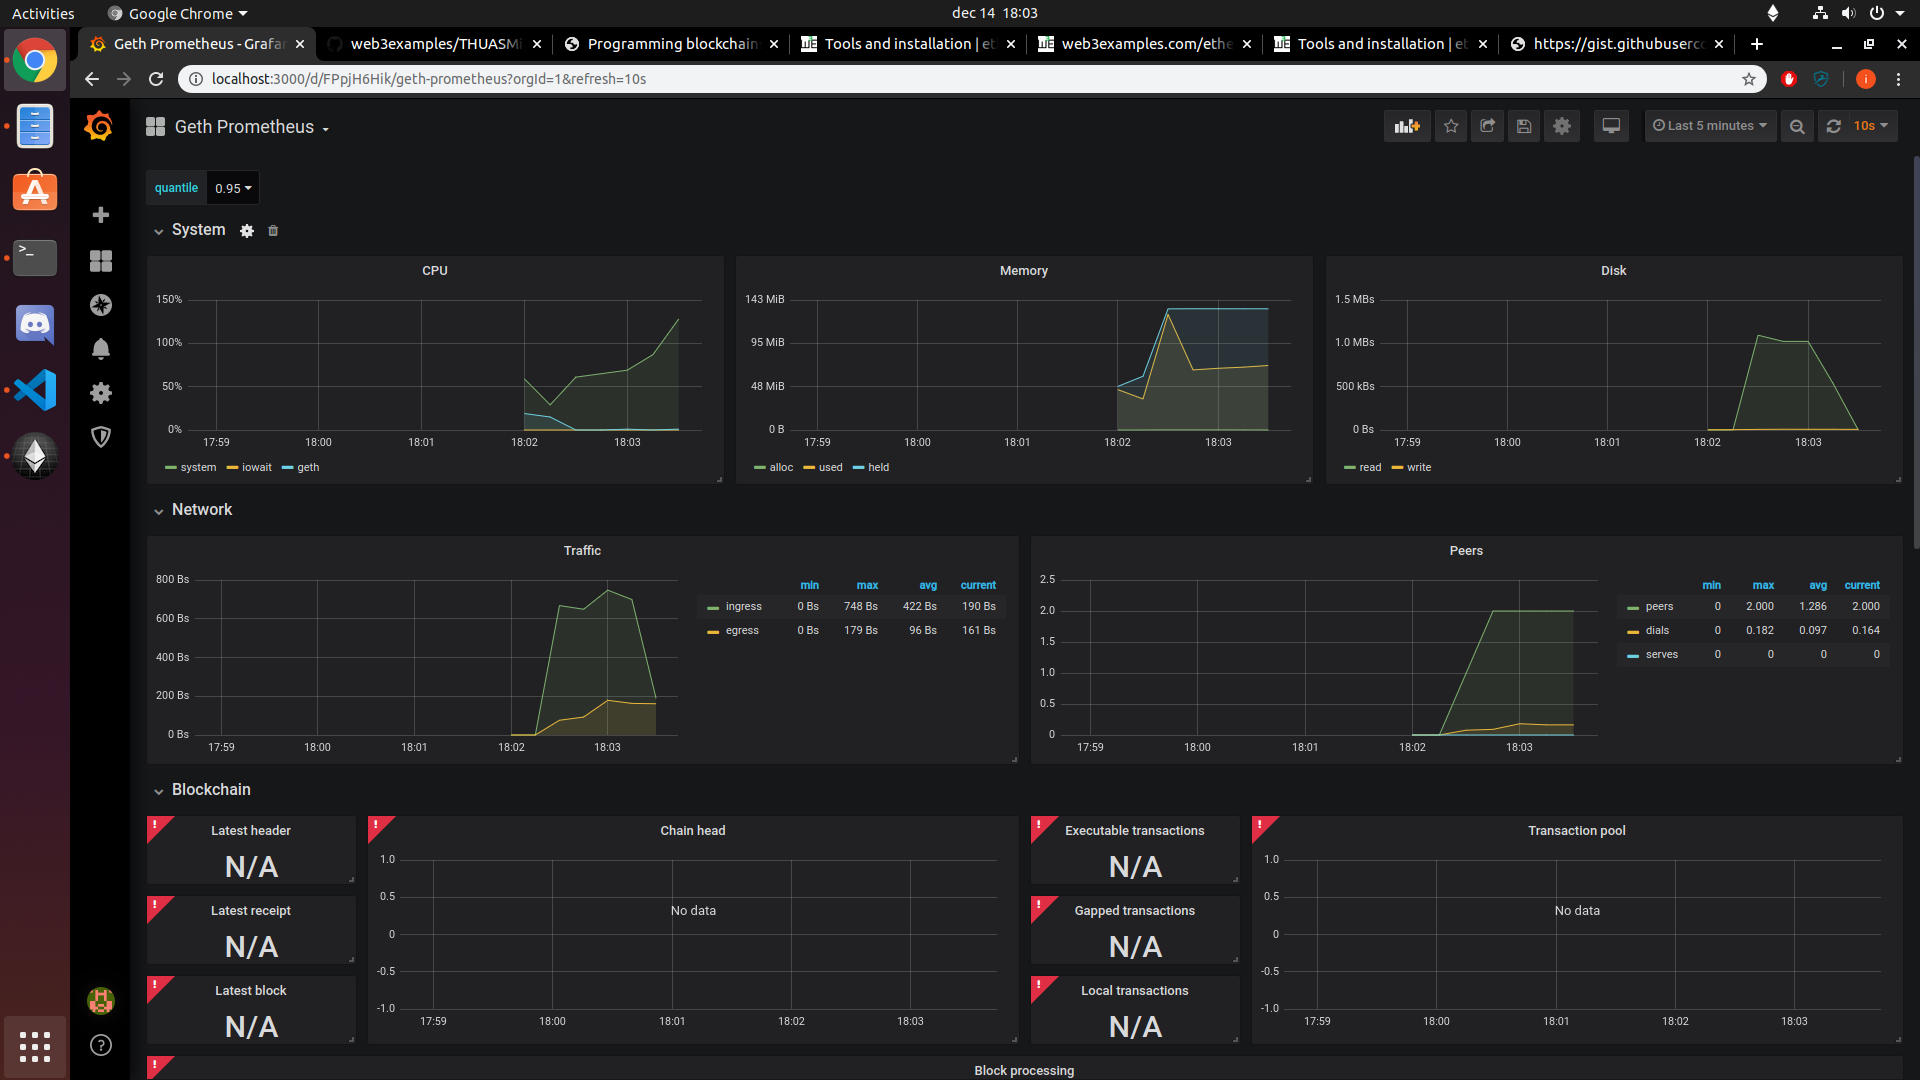 Activities
Google Chrome
dec 14 18:03
Geth Prometheus - Grafan
web3examples/THUASMi
Programming blockchain
Tools and installation | et
web3examples.com/ethe
Tools and installation | et
https://gist.githubuserco
localhost:3000/d/FPpjH6Hik/geth-prometheus?orgId=1&refresh=10s
i
Geth Prometheus
Last 5 minutes
10s
quantile
0.95
System
CPU
150%
100%
50%
0%
17:59 18:00 18:01 18:02 18:03
system iowait geth
Memory
143 MiB
95 MiB
48 MiB
0 B
17:59 18:00 18:01 18:02 18:03
alloc used held
Disk
1.5 MBs
1.0 MBs
500 kBs
0 Bs
17:59 18:00 18:01 18:02 18:03
read write
Network
Traffic
800 Bs
600 Bs
400 Bs
200 Bs
0 Bs
17:59 18:00 18:01 18:02 18:03
min max avg current
ingress 0 Bs 748 Bs 422 Bs 190 Bs
egress 0 Bs 179 Bs 96 Bs 161 Bs
Peers
2.5
2.0
1.5
1.0
0.5
0
17:59 18:00 18:01 18:02 18:03
min max avg current
peers 0 2.000 1.286 2.000
dials 0 0.182 0.097 0.164
serves 0 0 0 0
Blockchain
Latest header
N/A
Latest receipt
N/A
Latest block
N/A
Chain head
1.0
0.5
0
-0.5
-1.0
No data
17:59 18:00 18:01 18:02 18:03
Executable transactions
N/A
Gapped transactions
N/A
Local transactions
N/A
Transaction pool
1.0
0.5
0
-0.5
-1.0
No data
17:59 18:00 18:01 18:02 18:03
Block processing